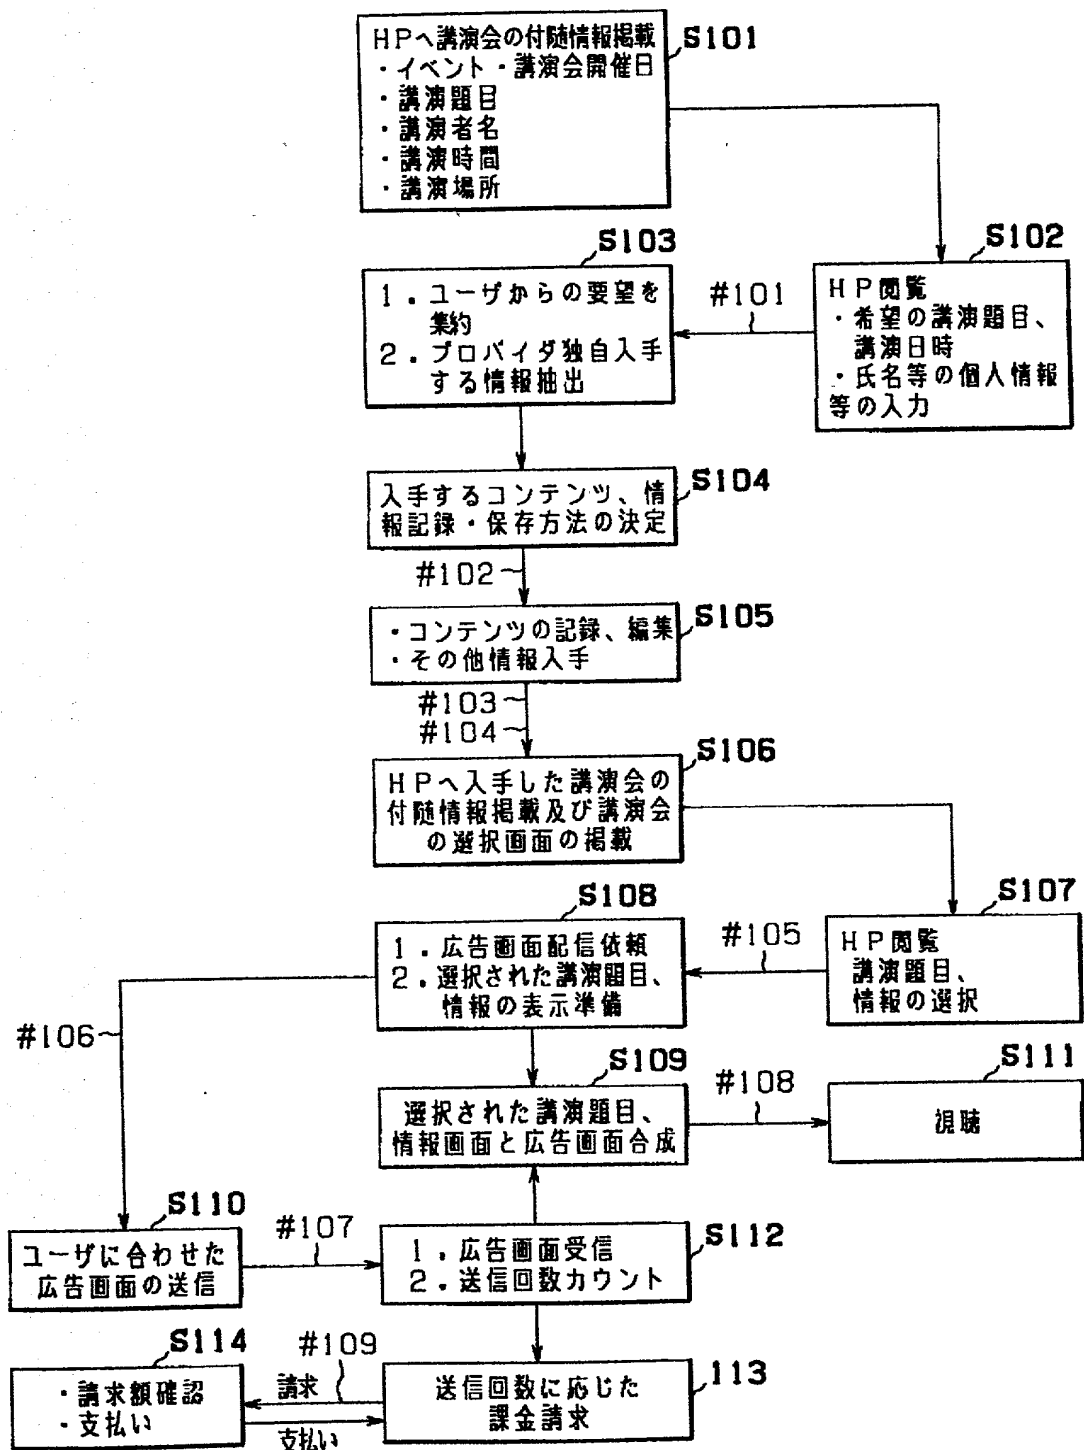 HPへ講演会の付随情報掲載
・イベント・講演会開催日
・講演題目
・講演者名
・講演時間
・講演場所
S101
S102
HP閲覧
・希望の講演題目、
講演日時
・氏名等の個人情報
等の入力
#101
S103
1．ユーザからの要望を
集約
2．プロバイダ独自入手
する情報抽出
S104
入手するコンテンツ、情
報記録・保存方法の決定
#102
S105
・コンテンツの記録、編集
・その他情報入手
#103
#104
S106
HPへ入手した講演会の
付随情報掲載及び講演会
の選択画面の掲載
S107
HP閲覧
講演題目、
情報の選択
#105
S108
1．広告画面配信依頼
2．選択された講演題目、
情報の表示準備
#106
S109
選択された講演題目、
情報画面と広告画面合成
#108
S111
視聴
S110
ユーザに合わせた
広告画面の送信
#107
S112
1．広告画面受信
2．送信回数カウント
113
送信回数に応じた
課金請求
#109
請求
支払い
S114
・請求額確認
・支払い